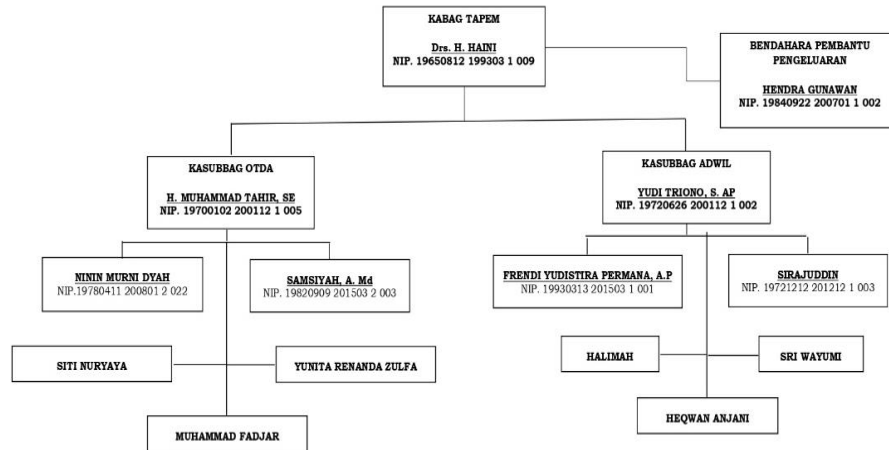 KABAG TAPEM
Drs. H. HAINI
NIP. 19650812 199303 1 009
BENDAHARA PEMBANTU
PENGELUARAN
HENDRA GUNAWAN
NIP. 19840922 200701 1 002
KASUBBAG OTDA
H. MUHAMMAD TAHIR, SE
NIP. 19700102 200112 1 005
KASUBBAG ADWIL
YUDI TRIONO, S. AP
NIP. 19720626 200112 1 002
NININ MURNI DYAH
NIP.19780411 200801 2 022
SAMSIYAH, A. Md
NIP. 19820909 201503 2 003
FRENDI YUDISTIRA PERMANA, A.P
NIP. 19930313 201503 1 001
SIRAJUDDIN
NIP. 19721212 201212 1 003
SITI NURYAYA
YUNITA RENANDA ZULFA
HALIMAH
SRI WAYUMI
MUHAMMAD FADJAR
HEQWAN ANJANI